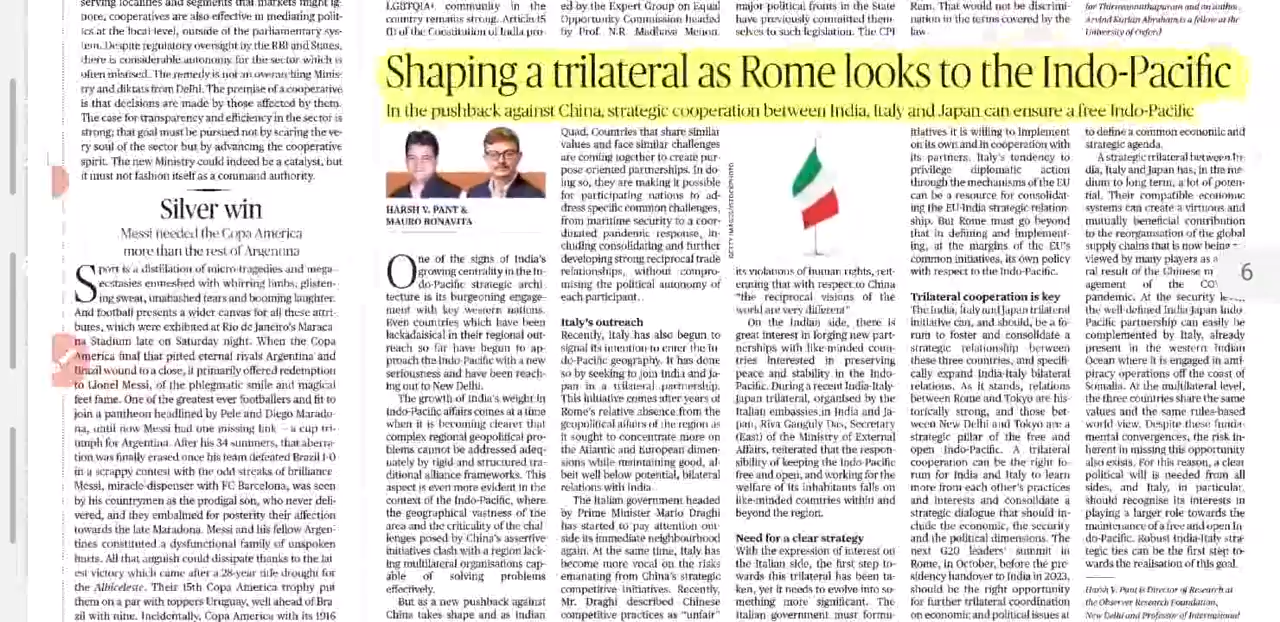 serving localities and segments that markets might ig-
nore, cooperatives are also effective in mediating polit-
ics at the local level, outside of the parliamentary sys-
tem. Despite regulatory oversight by the RBI and States,
there is considerable autonomy for the sector which is
often misused. The remedy is not an overarching Minis-
try and diktats from Delhi. The premise of a cooperative
is that decisions are made by those affected by them.
The case for transparency and efficiency in the sector is
strong; that goal must be pursued not by scaring the ve-
ry soul of the sector but by advancing the cooperative
spirit. The new Ministry could indeed be a catalyst, but
it must not fashion itself as a command authority.
Silver win
Messi needed the Copa America
more than the rest of Argentina
Sport is a distillation of micro-tragedies and mega-
ecstasies enmeshed with whirring limbs, glisten-
ing sweat, unabashed tears and booming laughter.
And football presents a wider canvas for all these attri-
butes, which were exhibited at Rio de Janeiro's Maraca-
na Stadium late on Saturday night. When the Copa
America final that pitted eternal rivals Argentina and
Brazil wound to a close, it primarily offered redemption
to Lionel Messi, of the phlegmatic smile and magical
feet fame. One of the greatest ever footballers and fit to
join a pantheon headlined by Pele and Diego Marado-
na, until now Messi had one missing link – a cup tri-
umph for Argentina. After his 34 summers, that aberra-
tion was finally erased once his team defeated Brazil 1-0
in a scrappy contest with the odd streaks of brilliance.
Messi, miracle-dispenser with FC Barcelona, was seen
by his countrymen as the prodigal son, who never deli-
vered, and they embalmed for posterity their affection
towards the late Maradona. Messi and his fellow Argen-
tines constituted a dysfunctional family of unspoken
hurts. All that anguish could dissipate thanks to the lat-
est victory which came after a 28-year title drought for
the Albiceleste. Their 15th Copa America trophy put
them on a par with toppers Uruguay, well ahead of Bra-
zil with nine. Incidentally, Copa America with its 1916
LGBTQIA+ community in the
country remains strong. Article 15
(1) of the Constitution of India pro-
ed by the Expert Group on Equal
Opportunity Commission headed
by Prof. N.R. Madhava Menon.
major political fronts in the State
have previously committed them-
selves to such legislation. The CPI
Rem. That would not be discrimi-
nation in the terms covered by the
law.
for Thiruvananthapuram and an author.
Arvind Kurian Abraham is a fellow at the
University of Oxford
Shaping a trilateral as Rome looks to the Indo-Pacific
In the pushback against China, strategic cooperation between India, Italy and Japan can ensure a free Indo-Pacific
HARSH V. PANT &
MAURO BONAVITA
One of the signs of India's
growing centrality in the In-
do-Pacific strategic archi-
tecture is its burgeoning engage-
ment with key western nations.
Even countries which have been
lackadaisical in their regional out-
reach so far have begun to ap-
proach the Indo-Pacific with a new
seriousness and have been reach-
ing out to New Delhi.
The growth of India's weight in
Indo-Pacific affairs comes at a time
when it is becoming clearer that
complex regional geopolitical pro-
blems cannot be addressed adeq-
uately by rigid and structured tra-
ditional alliance frameworks. This
aspect is even more evident in the
context of the Indo-Pacific, where
the geographical vastness of the
area and the criticality of the chal-
lenges posed by China's assertive
initiatives clash with a region lack-
ing multilateral organisations cap-
able of solving problems
effectively.
But as a new pushback against
China takes shape and as Indian
Quad. Countries that share similar
values and face similar challenges
are coming together to create pur-
pose oriented partnerships. In do-
ing so, they are making it possible
for participating nations to ad-
dress specific common challenges,
from maritime security to a coor-
dinated pandemic response, in-
cluding consolidating and further
developing strong reciprocal trade
relationships, without compro-
mising the political autonomy of
each participant.
Italy's outreach
Recently, Italy has also begun to
signal its intention to enter the In-
do-Pacific geography. It has done
so by seeking to join India and Ja-
pan in a trilateral partnership.
This initiative comes after years of
Rome's relative absence from the
geopolitical affairs of the region as
it sought to concentrate more on
the Atlantic and European dimen-
sions while maintaining good, al-
beit well below potential, bilateral
relations with India.
The Italian government headed
by Prime Minister Mario Draghi
has started to pay attention out-
side its immediate neighbourhood
again. At the same time, Italy has
become more vocal on the risks
emanating from China's strategic
competitive initiatives. Recently,
Mr. Draghi described Chinese
competitive practices as "unfair"
GETTY IMAGES/ISTOCKPHOTO
its violations of human rights, reit-
erating that with respect to China
"the reciprocal visions of the
world are very different"
On the Indian side, there is
great interest in forging new part-
nerships with like-minded coun-
tries interested in preserving
peace and stability in the Indo-
Pacific. During a recent India-Italy-
Japan trilateral, organised by the
Italian embassies in India and Ja-
pan, Riva Ganguly Das, Secretary
(East) of the Ministry of External
Affairs, reiterated that the respon-
sibility of keeping the Indo-Pacific
free and open, and working for the
welfare of its inhabitants falls on
like-minded countries within and
beyond the region.
Need for a clear strategy
With the expression of interest on
the Italian side, the first step to-
wards this trilateral has been ta-
ken, yet it needs to evolve into so-
mething more significant. The
Italian government must formu-
itiatives it is willing to implement
on its own and in cooperation with
its partners. Italy's tendency to
privilege diplomatic action
through the mechanisms of the EU
can be a resource for consolidat-
ing the EU-India strategic relation-
ship. But Rome must go beyond
that in defining and implement-
ing, at the margins of the EU's
common initiatives, its own policy
with respect to the Indo-Pacific.
Trilateral cooperation is key
The India, Italy and Japan trilateral
initiative can, and should, be a fo-
rum to foster and consolidate a
strategic relationship between
these three countries, and specifi-
cally expand India-Italy bilateral
relations. As it stands, relations
between Rome and Tokyo are his-
torically strong, and those bet-
ween New Delhi and Tokyo are a
strategic pillar of the free and
open Indo-Pacific. A trilateral
cooperation can be the right fo-
rum for India and Italy to learn
more from each other's practices
and interests and consolidate a
strategic dialogue that should in-
clude the economic, the security
and the political dimensions. The
next G20 leaders' summit in
Rome, in October, before the pre-
sidency handover to India in 2023,
should be the right opportunity
for further trilateral coordination
on economic and political issues at
to define a common economic and
strategic agenda.
A strategic trilateral between In-
dia, Italy and Japan has, in the me-
dium to long term, a lot of poten-
tial. Their compatible economic
systems can create a virtuous and
mutually beneficial contribution
to the reorganisation of the global
supply chains that is now being
viewed by many players as a
ral result of the Chinese m
agement of the
pandemic. At the security
the well-defined India-Japan Indo-
Pacific partnership can easily be
complemented by Italy, already
present in the western Indian
Ocean where it is engaged in anti-
piracy operations off the coast of
Somalia. At the multilateral level,
the three countries share the same
values and the same rules-based
world view. Despite these funda-
mental convergences, the risk in-
herent in missing this opportunity
also exists. For this reason, a clear
political will is needed from all
sides, and Italy, in particular,
should recognise its interests in
playing a larger role towards the
maintenance of a free and open In-
do-Pacific. Robust India-Italy stra-
tegic ties can be the first step to-
wards the realisation of this goal.
Harsh V. Pant is Director of Research at
the Observer Research Foundation,
New Delhi and Professor of International
6